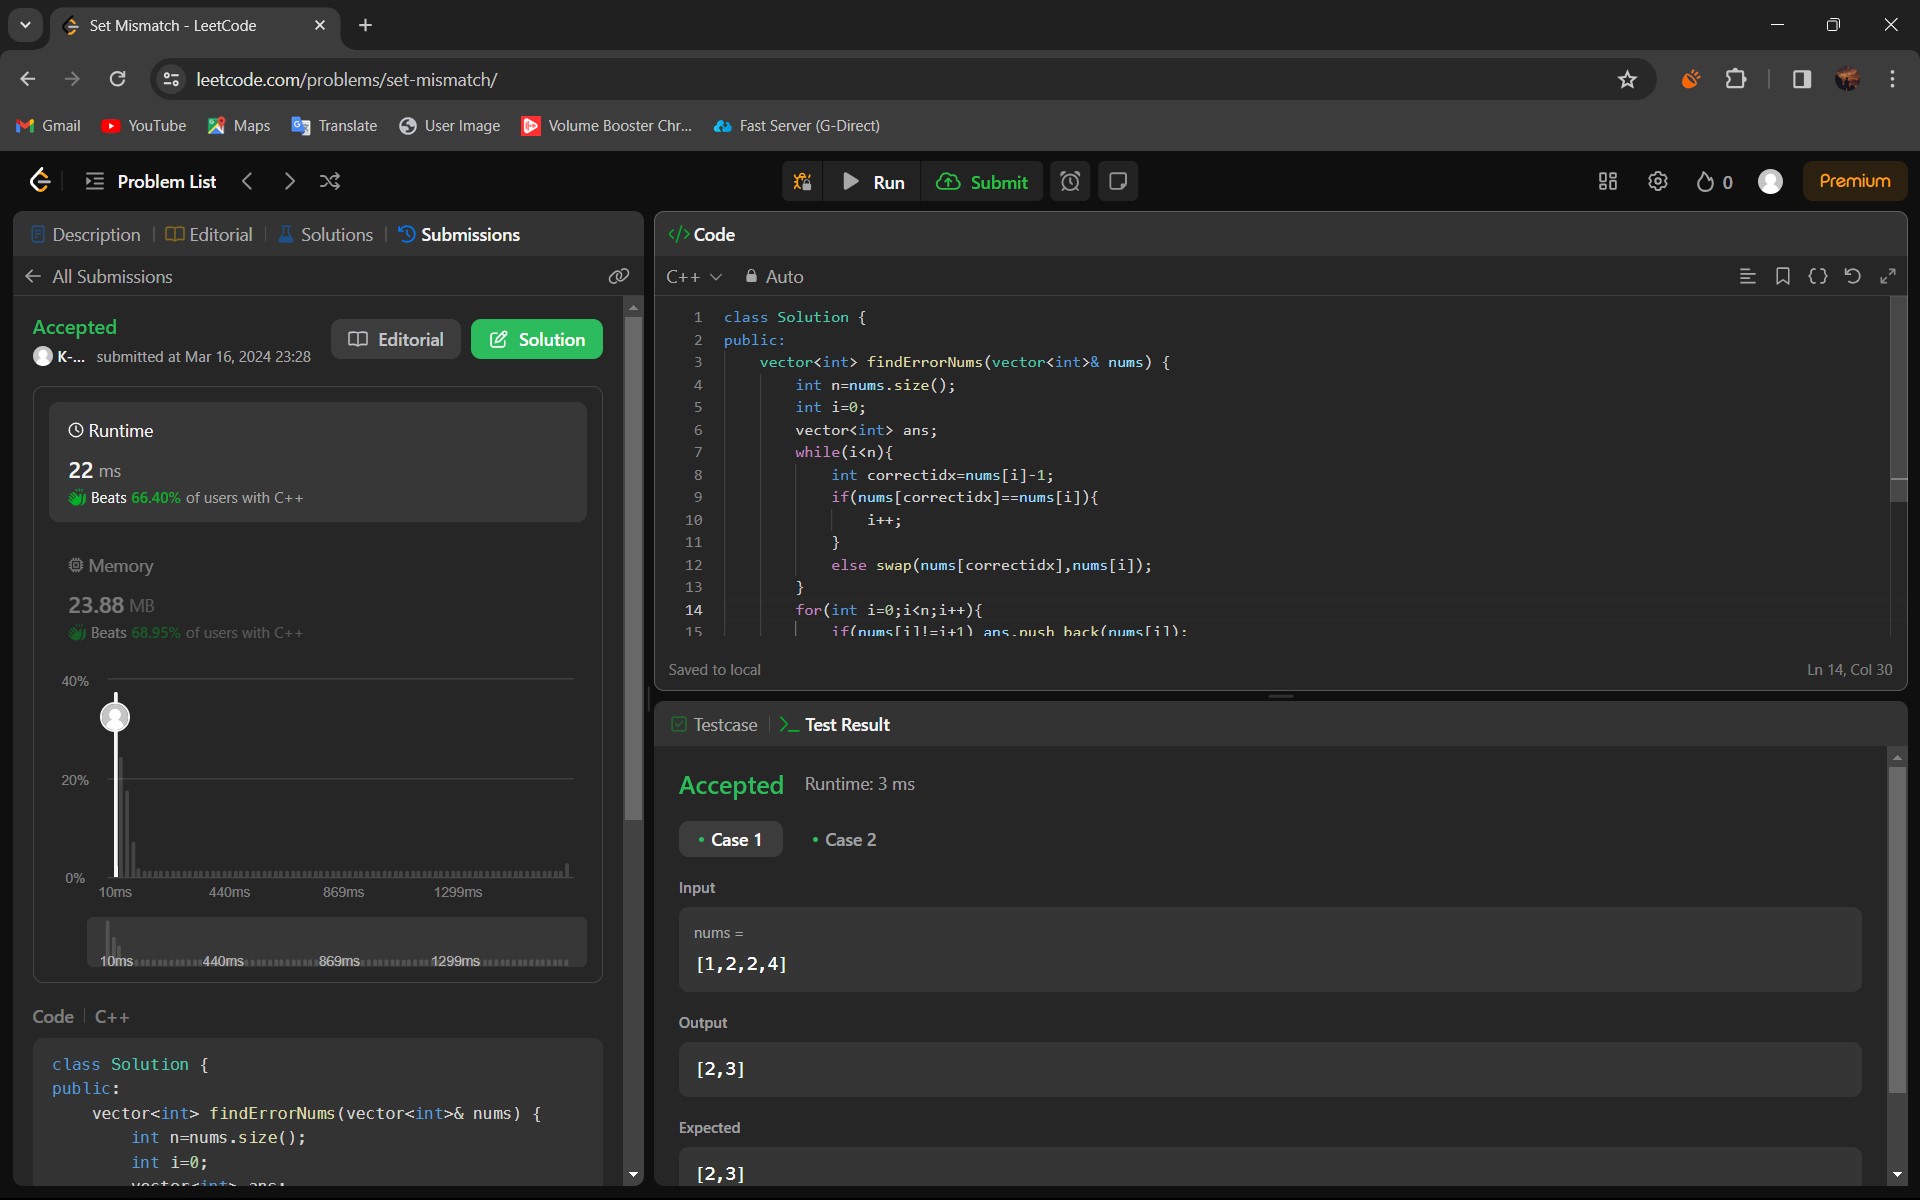 Set Mismatch - LeetCode
leetcode.com/problems/set-mismatch/
Gmail YouTube Maps Translate User Image Volume Booster Chr... Fast Server (G-Direct)
Problem List Run Submit 0 Premium
Description Editorial Solutions Submissions
All Submissions
Accepted
K-... submitted at Mar 16, 2024 23:28
Editorial
Solution
Runtime
22 ms
Beats 66.40% of users with C++
Memory
23.88 MB
Beats 68.95% of users with C++
40%
20%
0%
10ms 440ms 869ms 1299ms
10ms 440ms 869ms 1299ms
Code C++
class Solution {
public:
vector<int> findErrorNums(vector<int>& nums) {
int n=nums.size();
int i=0;
vector<int> ans;
</> Code
C++ Auto
1 class Solution {
2 public:
3 vector<int> findErrorNums(vector<int>& nums) {
4 int n=nums.size();
5 int i=0;
6 vector<int> ans;
7 while(i<n){
8 int correctidx=nums[i]-1;
9 if(nums[correctidx]==nums[i]){
10 i++;
11 }
12 else swap(nums[correctidx],nums[i]);
13 }
14 for(int i=0;i<n;i++){
15 if(nums[i]!=i+1) ans.push_back(nums[i]);
Saved to local
Ln 14, Col 30
Testcase >_ Test Result
Accepted Runtime: 3 ms
• Case 1 • Case 2
Input
nums =
[1,2,2,4]
Output
[2,3]
Expected
[2,3]